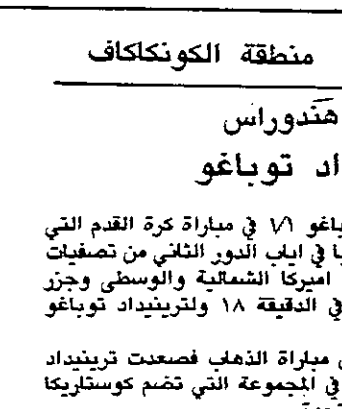 منطقة الكونكاكاف
هندوراس
اد توباغو
باغو ١/١ في مباراة كرة القدم التي
يا في اياب الدور الثاني من تصفيات
اميركا الشمالية والوسطى وجزر
في الدقيقة ١٨ ولترينيداد توباغو
مباراة الذهاب فصعدت ترينيداد
في المجموعة التي تضم كوستاريكا